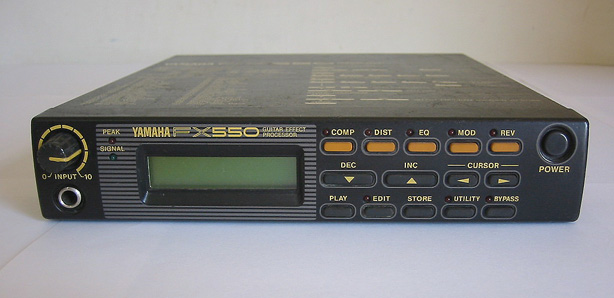 PEAK
SIGNAL
0 INPUT 10
YAMAHA FX550 GUITAR EFFECT
PROCESSOR
COMP DIST EQ MOD REV
DEC INC CURSOR
POWER
PLAY EDIT STORE UTILITY BYPASS